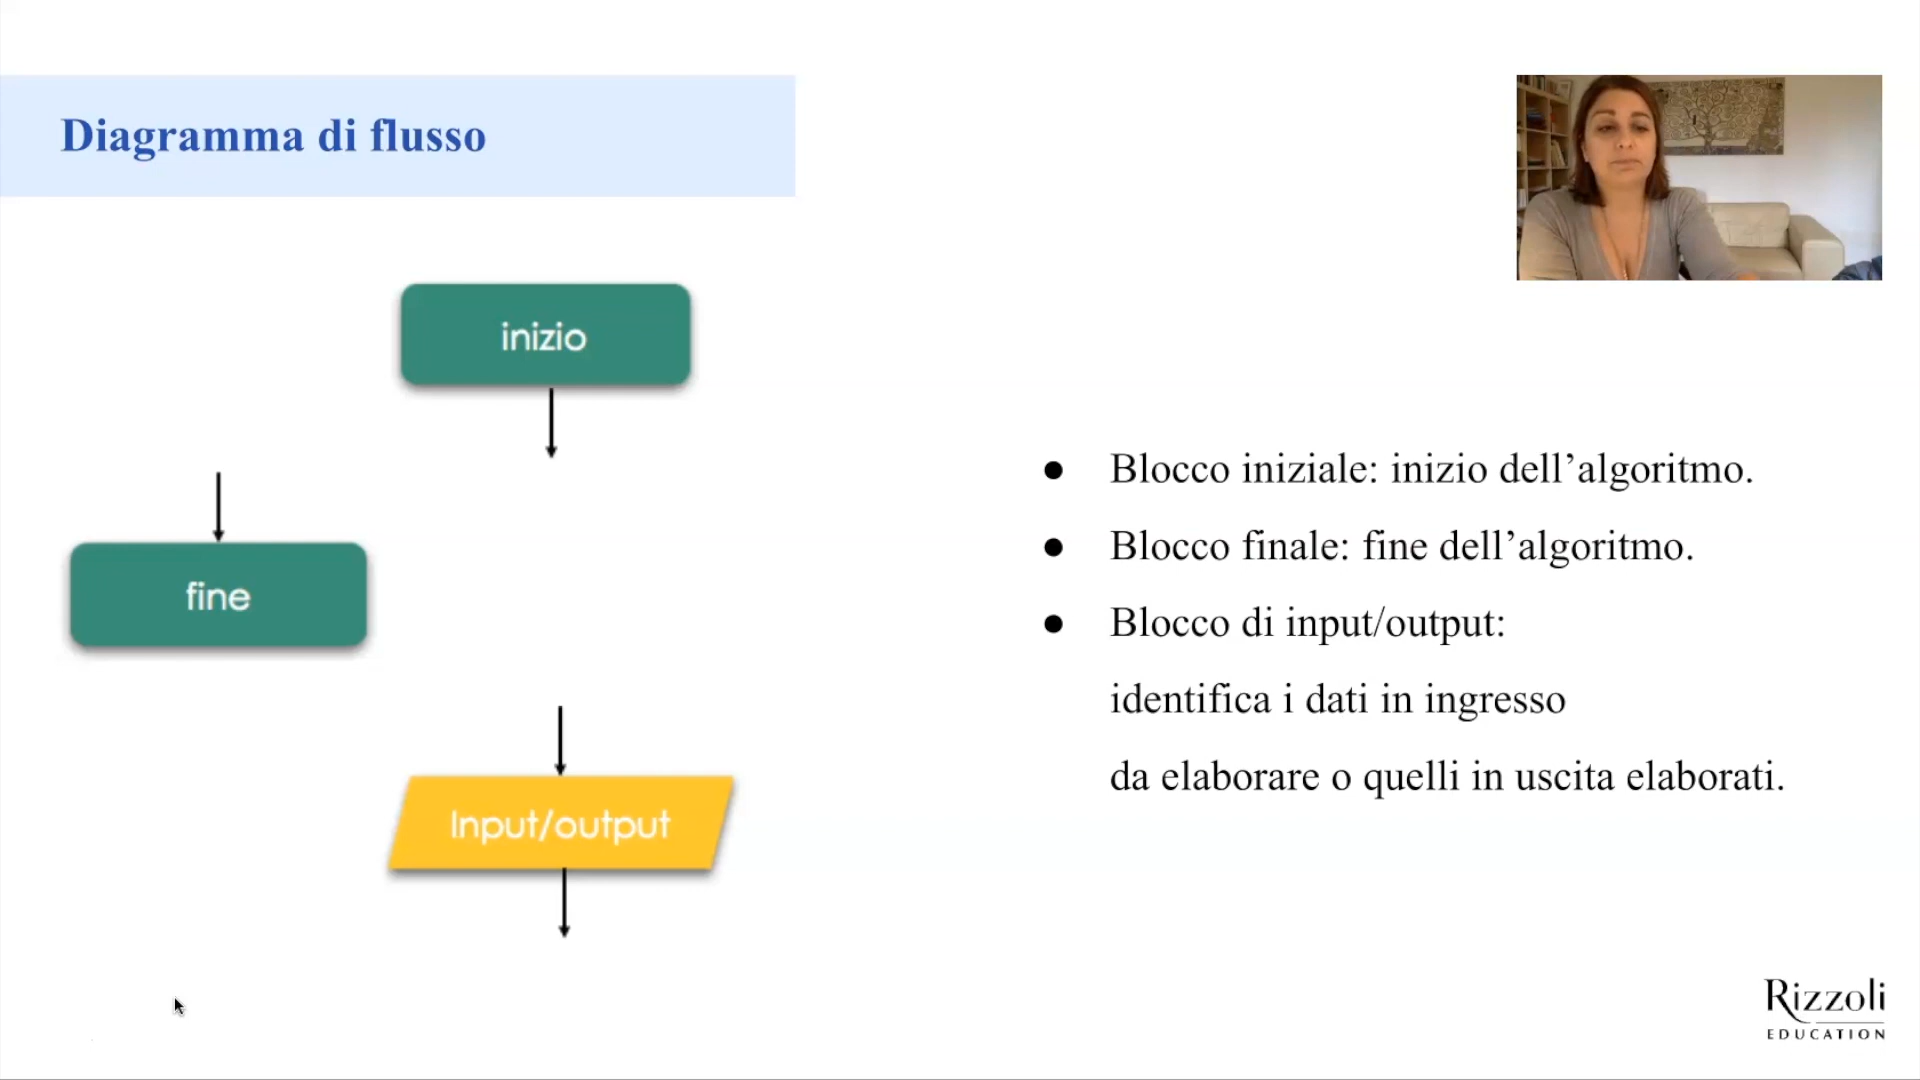 Diagramma di flusso
inizio
fine
Input/output
● Blocco iniziale: inizio dell’algoritmo.
● Blocco finale: fine dell’algoritmo.
● Blocco di input/output:
identifica i dati in ingresso
da elaborare o quelli in uscita elaborati.
Rizzoli
EDUCATION